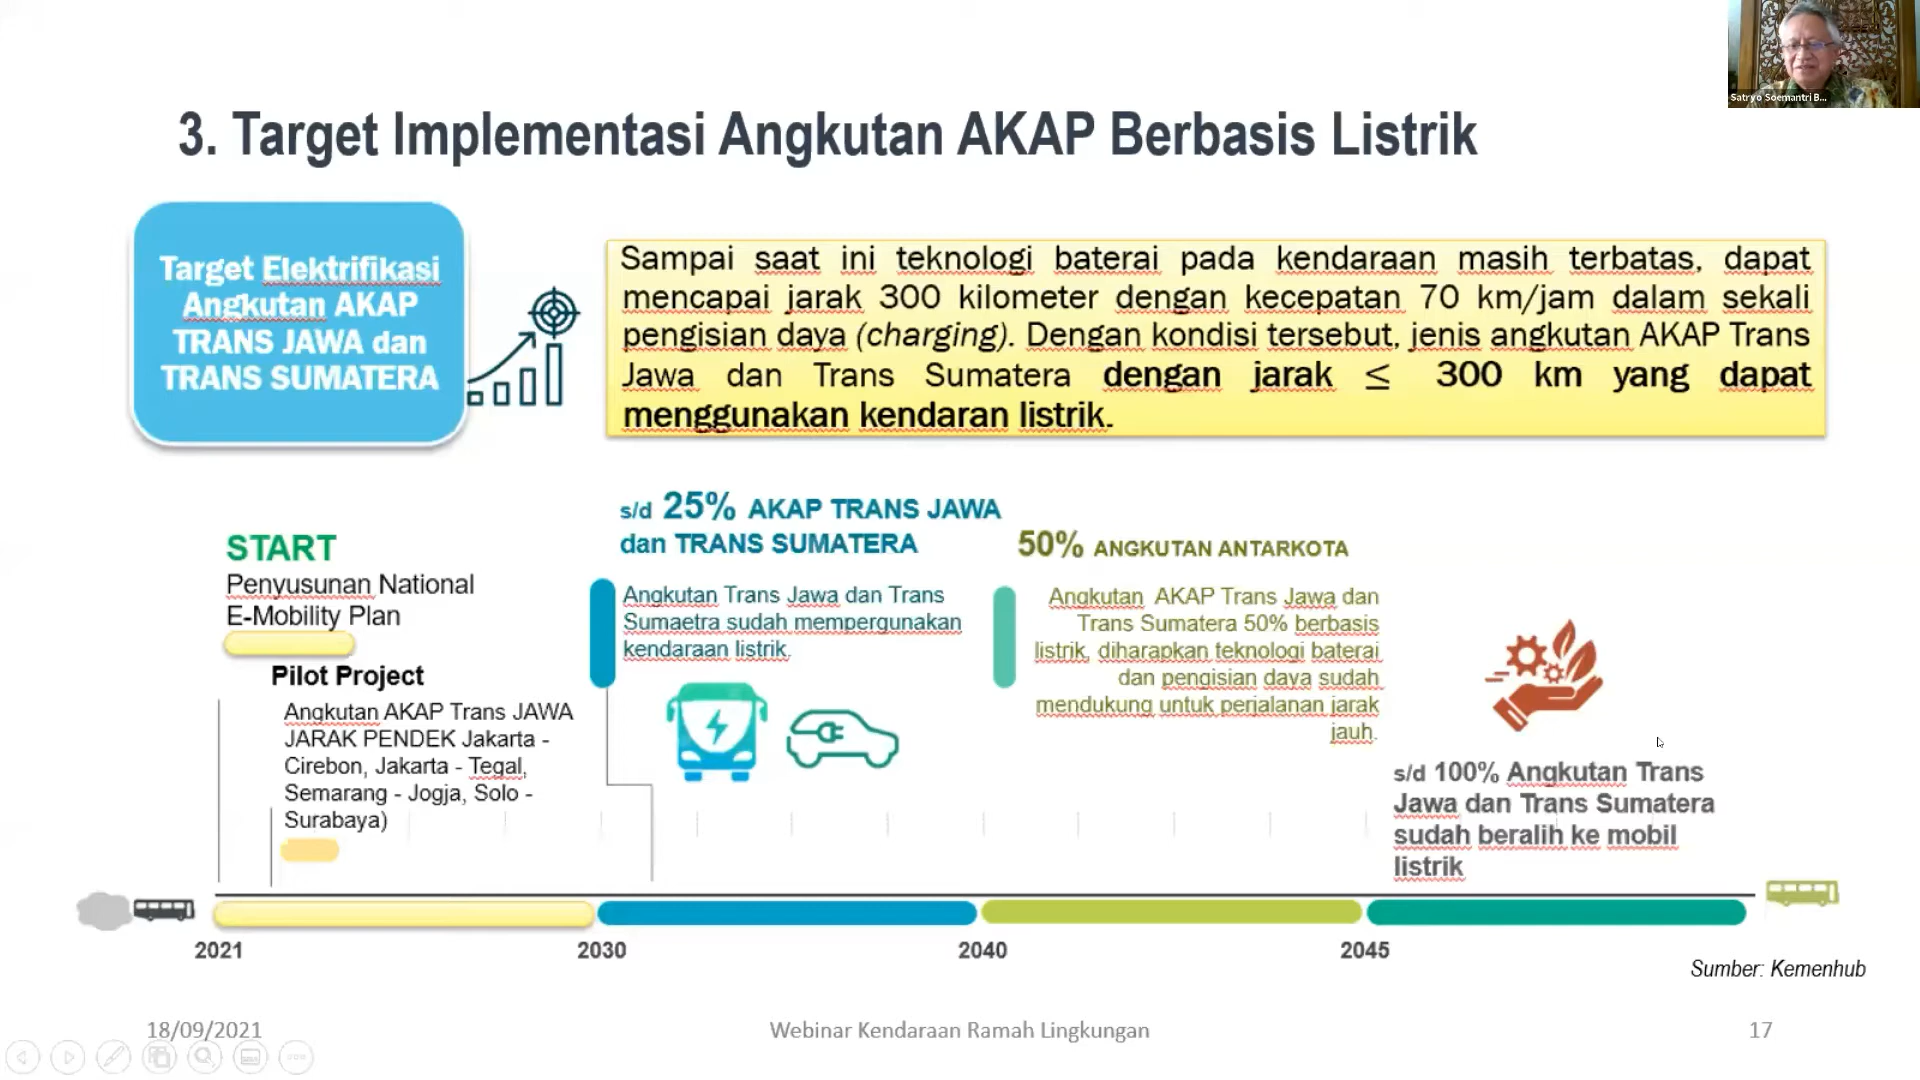 Satryo Soemantri B...
3. Target Implementasi Angkutan AKAP Berbasis Listrik
Target Elektrifikasi
Angkutan AKAP
TRANS JAWA dan
TRANS SUMATERA
Sampai saat ini teknologi baterai pada kendaraan masih terbatas, dapat
mencapai jarak 300 kilometer dengan kecepatan 70 km/jam dalam sekali
pengisian daya (charging). Dengan kondisi tersebut, jenis angkutan AKAP Trans
Jawa dan Trans Sumatera dengan jarak ≤ 300 km yang dapat
menggunakan kendaran listrik.
START
Penyusunan National
E-Mobility Plan
Pilot Project
Angkutan AKAP Trans JAWA
JARAK PENDEK Jakarta -
Cirebon, Jakarta - Tegal,
Semarang - Jogja, Solo -
Surabaya)
s/d 25% AKAP TRANS JAWA
dan TRANS SUMATERA
Angkutan Trans Jawa dan Trans
Sumaetra sudah mempergunakan
kendaraan listrik.
50% ANGKUTAN ANTARKOTA
Angkutan AKAP Trans Jawa dan
Trans Sumatera 50% berbasis
listrik, diharapkan teknologi baterai
dan pengisian daya sudah
mendukung untuk perjalanan jarak
jauh.
s/d 100% Angkutan Trans
Jawa dan Trans Sumatera
sudah beralih ke mobil
listrik
2021
2030
2040
2045
Sumber: Kemenhub
18/09/2021
Webinar Kendaraan Ramah Lingkungan
17